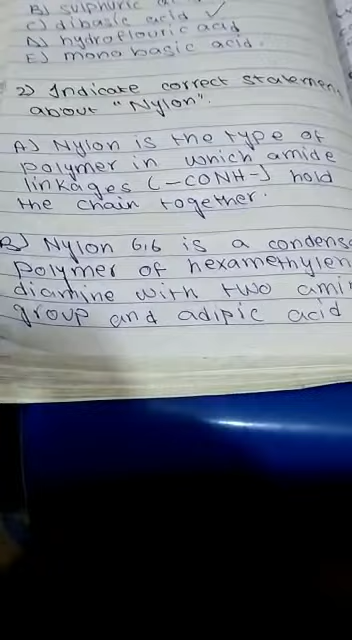 B) sulphuric
C) dibasic acid ✓
D) hydroflouric acid
E) mono basic acid.
2) Indicate correct statemen
about "Nylon".
A) Nylon is the type of
polymer in which amide
linkages (-CONH-) hold
the chain together.
B) Nylon 6,6 is a condens
polymer of hexamethylen
diamine with two ami
group and adipic acid